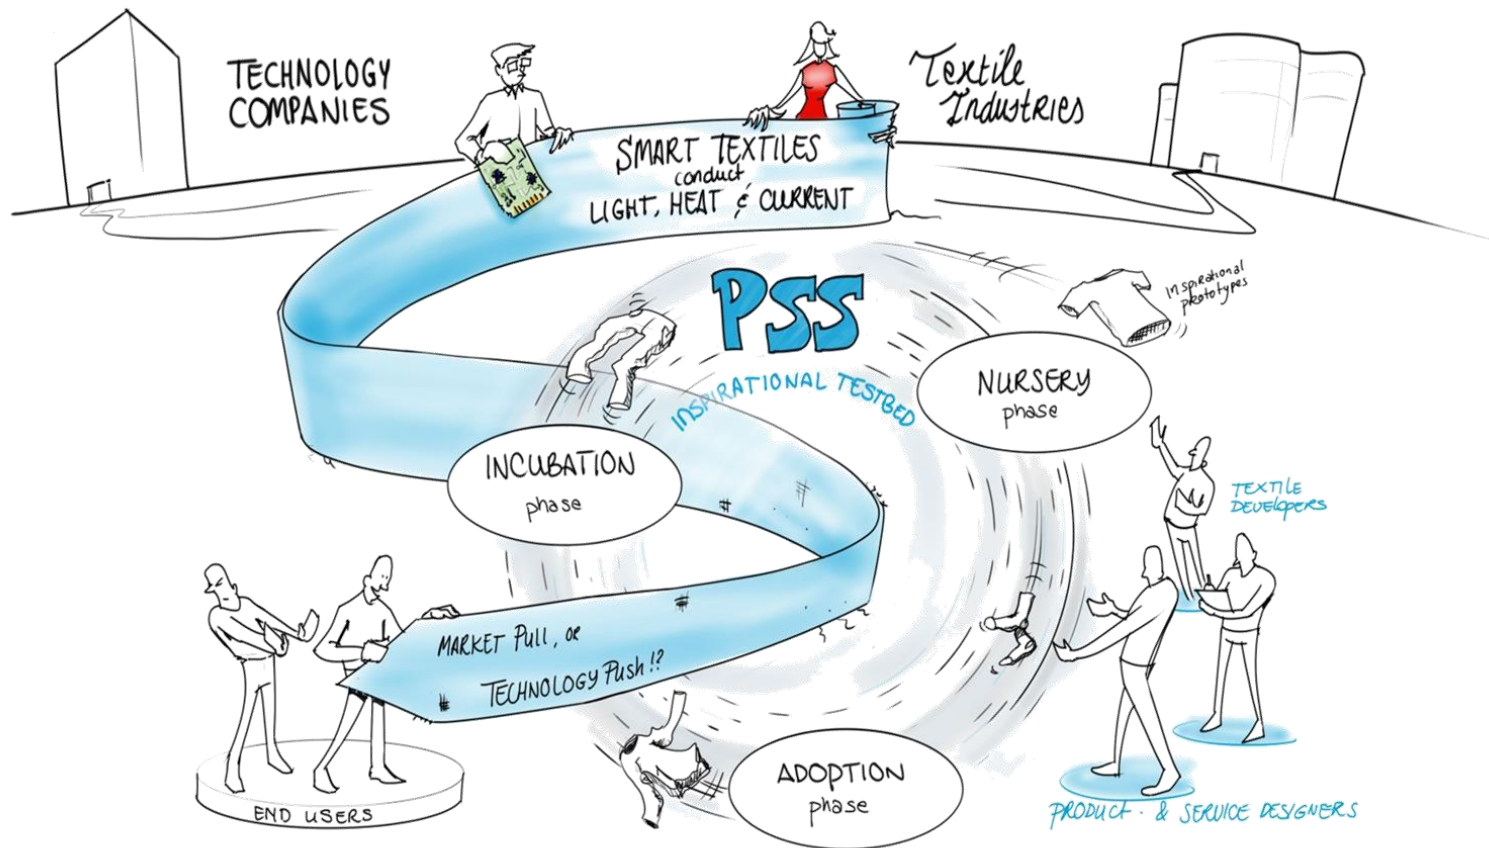 TECHNOLOGY
COMPANIES
Textile
Industries
SMART TEXTILES
conduct
LIGHT, HEAT & CURRENT
PSS
INSPIRATIONAL TESTBED
inspirational
prototypes
NURSERY
phase
INCUBATION
phase
TEXTILE
DEVELOPERS
MARKET Pull, or
TECHNOLOGY Push!?
ADOPTION
phase
END USERS
PRODUCT - & SERVICE DESIGNERS